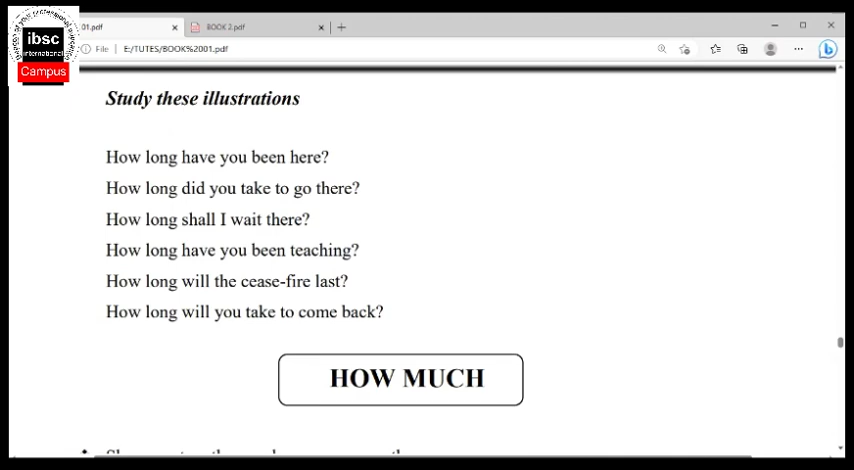 ibsc
international
Campus
01.pdf
BOOK 2.pdf
File | E:/TUTES/BOOK%2001.pdf
Study these illustrations
How long have you been here?
How long did you take to go there?
How long shall I wait there?
How long have you been teaching?
How long will the cease-fire last?
How long will you take to come back?
HOW MUCH